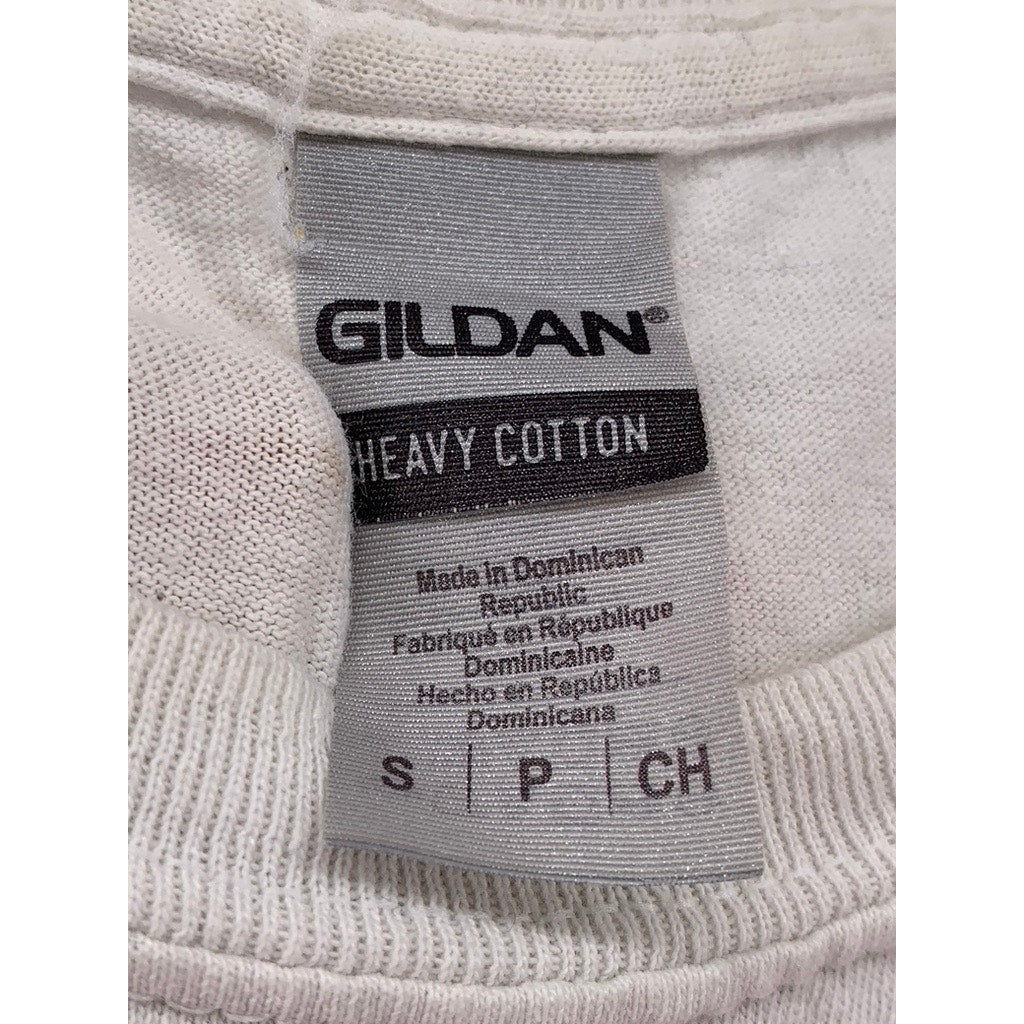 GILDAN®
HEAVY COTTON
Made in Dominican
Republic
Fabriqué en République
Dominicaine
Hecho en República
Dominicana
S | P | CH